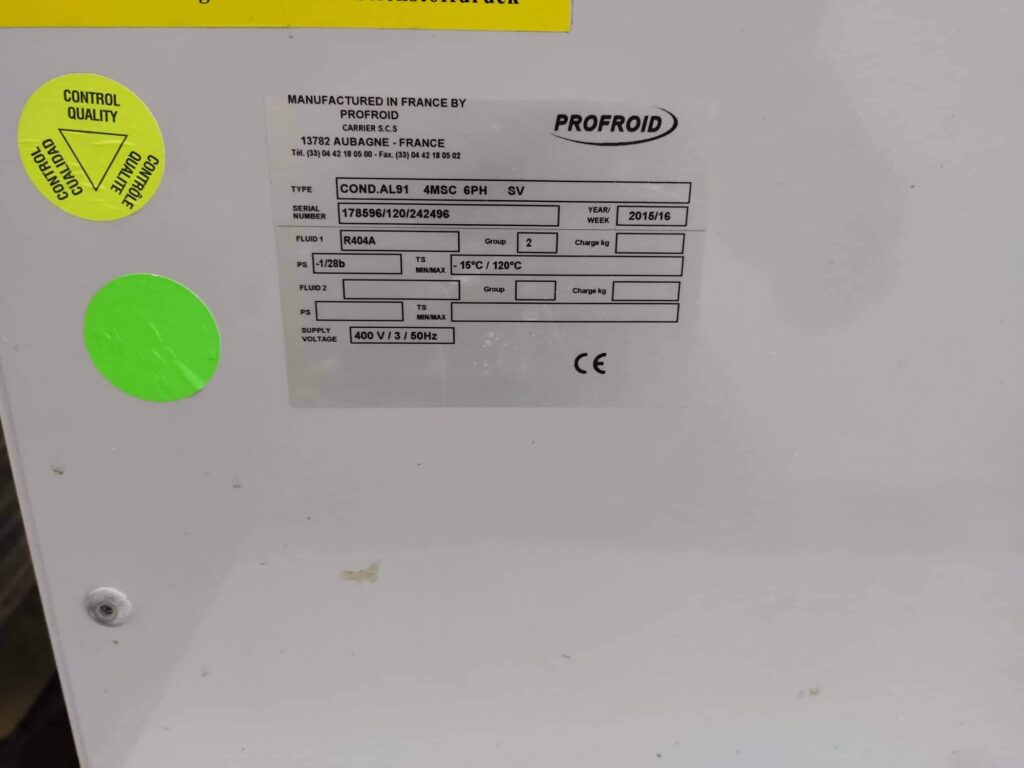 CONTROL
QUALITY
CONTROL
CUALIDAD
CONTRÔLE
QUALITE
MANUFACTURED IN FRANCE BY
PROFROID
CARRIER S.C.S
13782 AUBAGNE - FRANCE
Tél. (33) 04 42 18 05 00 - Fax. (33) 04 42 18 05 02
PROFROID
TYPE COND.AL91 4MSC 6PH SV
SERIAL NUMBER 178596/120/242496 YEAR/ WEEK 2015/16
FLUID 1 R404A Group 2 Charge kg
PS -1/28b TS MIN/MAX - 15°C / 120°C
FLUID 2 Group Charge kg
PS TS MIN/MAX
SUPPLY VOLTAGE 400 V / 3 / 50Hz
CE